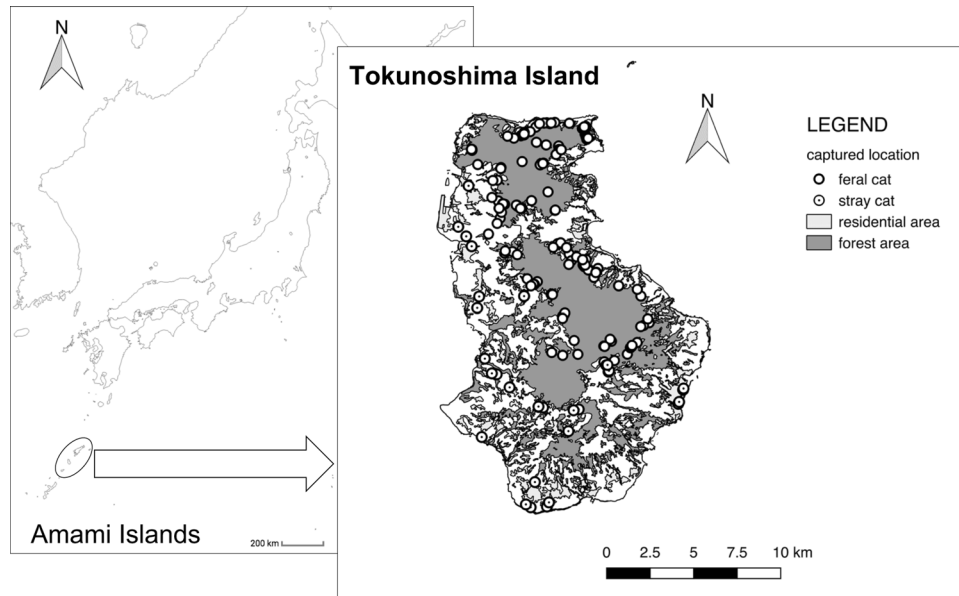 N
Amami Islands
200 km
Tokunoshima Island
N
LEGEND
captured location
feral cat
stray cat
residential area
forest area
0 2.5 5 7.5 10 km